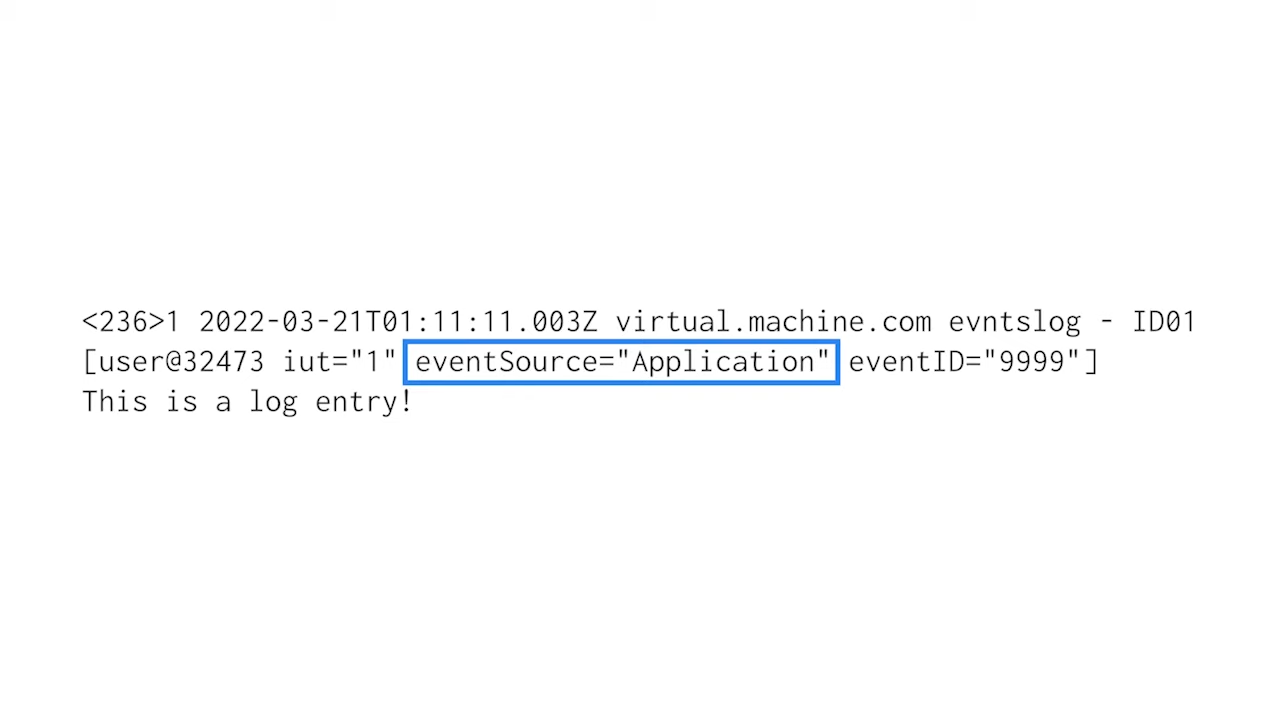 <236>1 2022-03-21T01:11:11.003Z virtual.machine.com evntslog - ID01
[user@32473 iut="1" eventSource="Application" eventID="9999"]
This is a log entry!